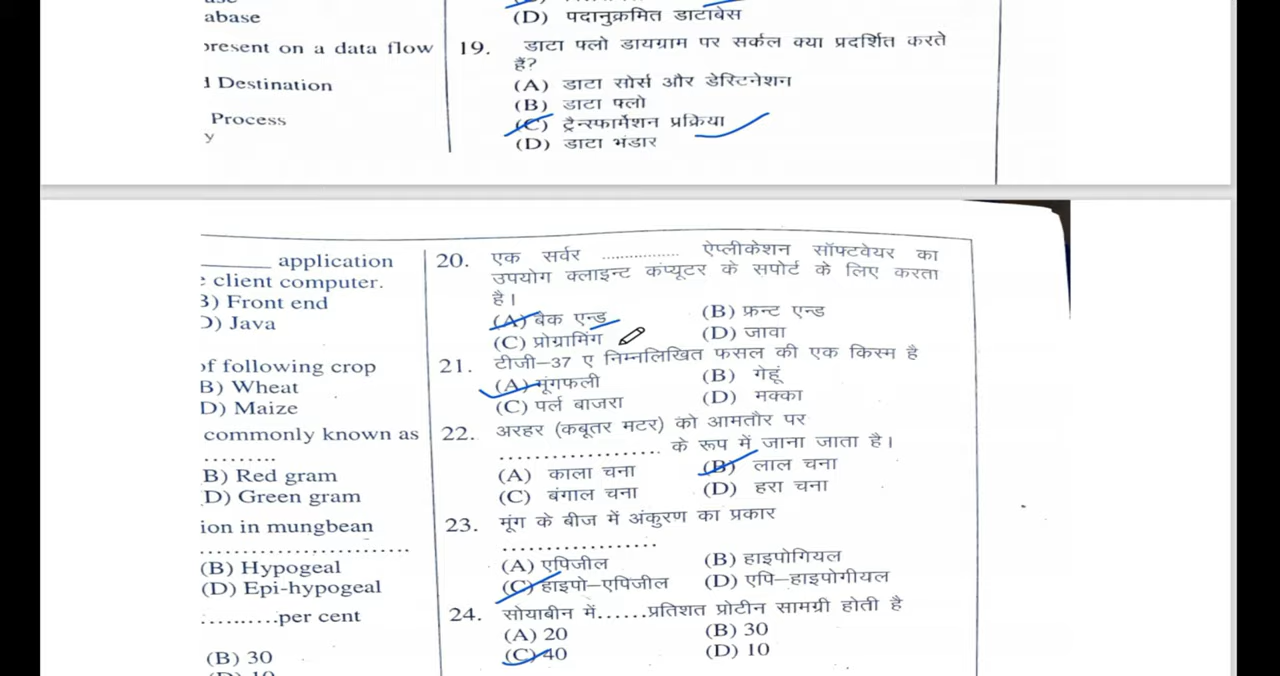 abase
(D) पदानुक्रमित डाटाबेस
present on a data flow
19. डाटा फ्लो डायग्राम पर सर्कल क्या प्रदर्शित करते
हैं?
Destination
(A) डाटा सोर्स और डेस्टिनेशन
(B) डाटा फ्लो
Process
(C) ट्रैन्सफार्मेशन प्रक्रिया
y
(D) डाटा भंडार
_______ application
20. एक सर्वर .................. ऐप्लीकेशन सॉफ्टवेयर का
client computer.
उपयोग क्लाइन्ट कंप्यूटर के सपोर्ट के लिए करता
है।
B) Front end
(A) बैक एन्ड (B) फ्रन्ट एन्ड
D) Java
(C) प्रोग्रामिंग (D) जावा
of following crop
21. टीजी–37 ए निम्नलिखित फसल की एक किस्म है
B) Wheat
(A) मूंगफली (B) गेहूं
D) Maize
(C) पर्ल बाजरा (D) मक्का
commonly known as
22. अरहर (कबूतर मटर) को आमतौर पर
.........
........................ के रूप में जाना जाता है।
B) Red gram
(A) काला चना (B) लाल चना
D) Green gram
(C) बंगाल चना (D) हरा चना
ion in mungbean
23. मूंग के बीज में अंकुरण का प्रकार
..............................
.......................
(B) Hypogeal
(A) एपिजील (B) हाइपोगियल
(D) Epi-hypogeal
(C) हाइपो–एपिजील (D) एपि–हाइपोगीयल
..........per cent
24. सोयाबीन में......प्रतिशत प्रोटीन सामग्री होती है
(A) 20 (B) 30
(B) 30
(C) 40 (D) 10